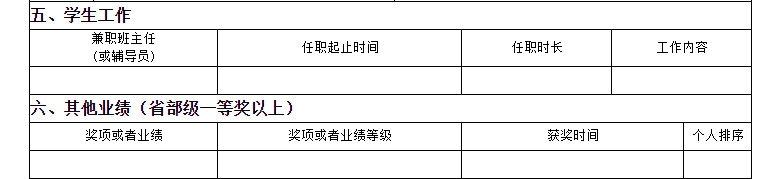 五、学生工作
兼职班主任
(或辅导员)
任职起止时间
任职时长
工作内容
六、其他业绩（省部级一等奖以上）
奖项或者业绩
奖项或者业绩等级
获奖时间
个人排序